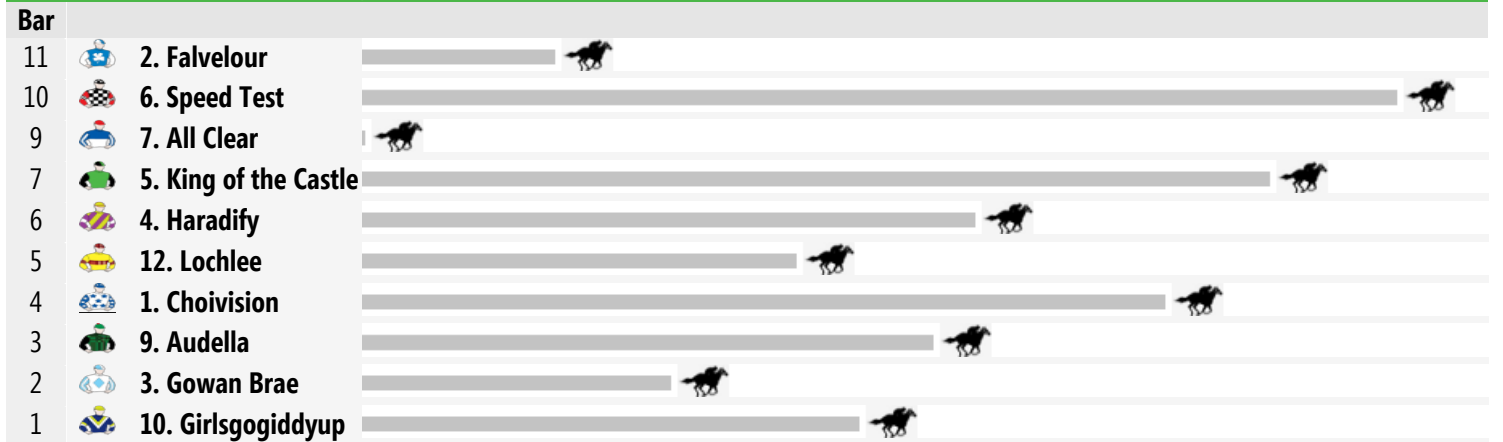 Bar
11 2. Falvelour
10 6. Speed Test
9 7. All Clear
7 5. King of the Castle
6 4. Haradify
5 12. Lochlee
4 1. Choivision
3 9. Audella
2 3. Gowan Brae
1 10. Girlsgogiddyup